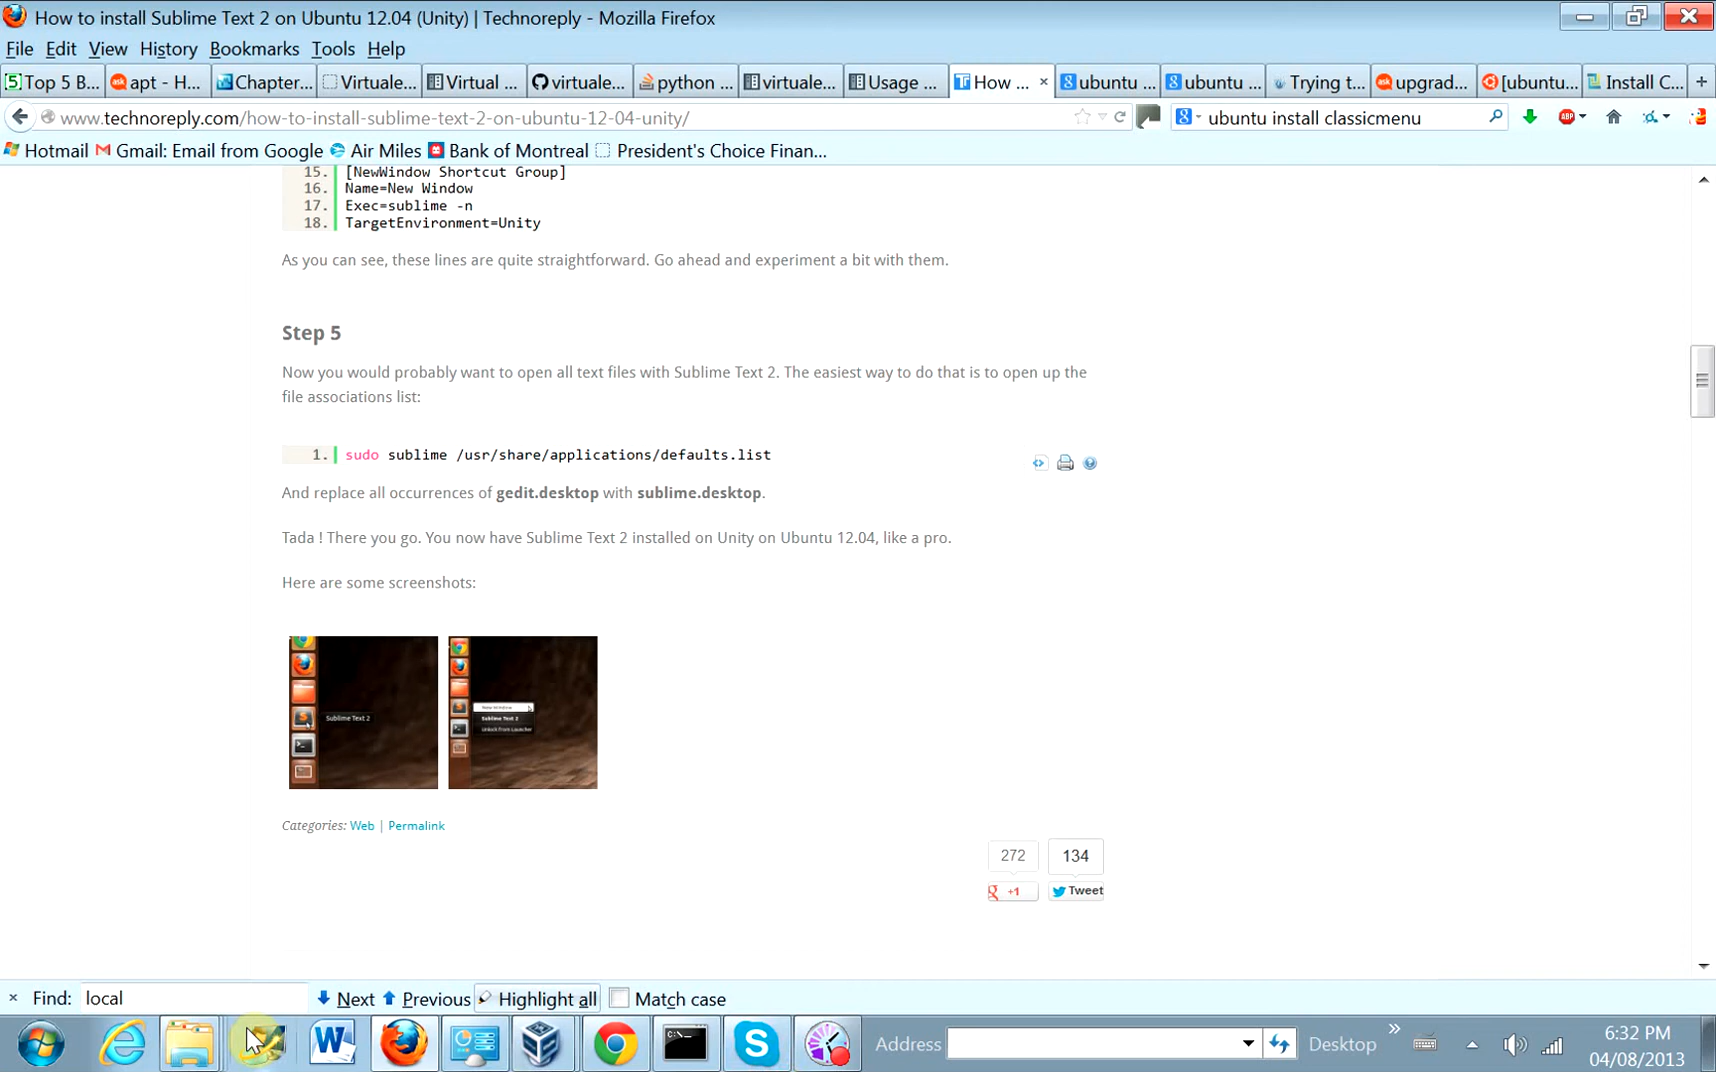 How to install Sublime Text 2 on Ubuntu 12.04 (Unity) | Technoreply - Mozilla Firefox
File Edit View History Bookmarks Tools Help
Top 5 B... apt - H... Chapter... Virtuale... Virtual ... virtuale... python ... virtuale... Usage ... How ... × ubuntu ... ubuntu ... Trying t... upgrad... [ubuntu... Install C... +
www.technoreply.com/how-to-install-sublime-text-2-on-ubuntu-12-04-unity/ ubuntu install classicmenu ABP
Hotmail Gmail: Email from Google Air Miles Bank of Montreal President's Choice Finan...
15. [NewWindow Shortcut Group]
16. Name=New Window
17. Exec=sublime -n
18. TargetEnvironment=Unity
As you can see, these lines are quite straightforward. Go ahead and experiment a bit with them.
Step 5
Now you would probably want to open all text files with Sublime Text 2. The easiest way to do that is to open up the
file associations list:
1. sudo sublime /usr/share/applications/defaults.list
And replace all occurrences of gedit.desktop with sublime.desktop.
Tada ! There you go. You now have Sublime Text 2 installed on Unity on Ubuntu 12.04, like a pro.
Here are some screenshots:
Sublime Text 2
Sublime Text 2
Unlock from Launcher
Categories: Web | Permalink
272 134
+1 Tweet
× Find: local Next Previous Highlight all Match case
Address Desktop » 6:32 PM
04/08/2013